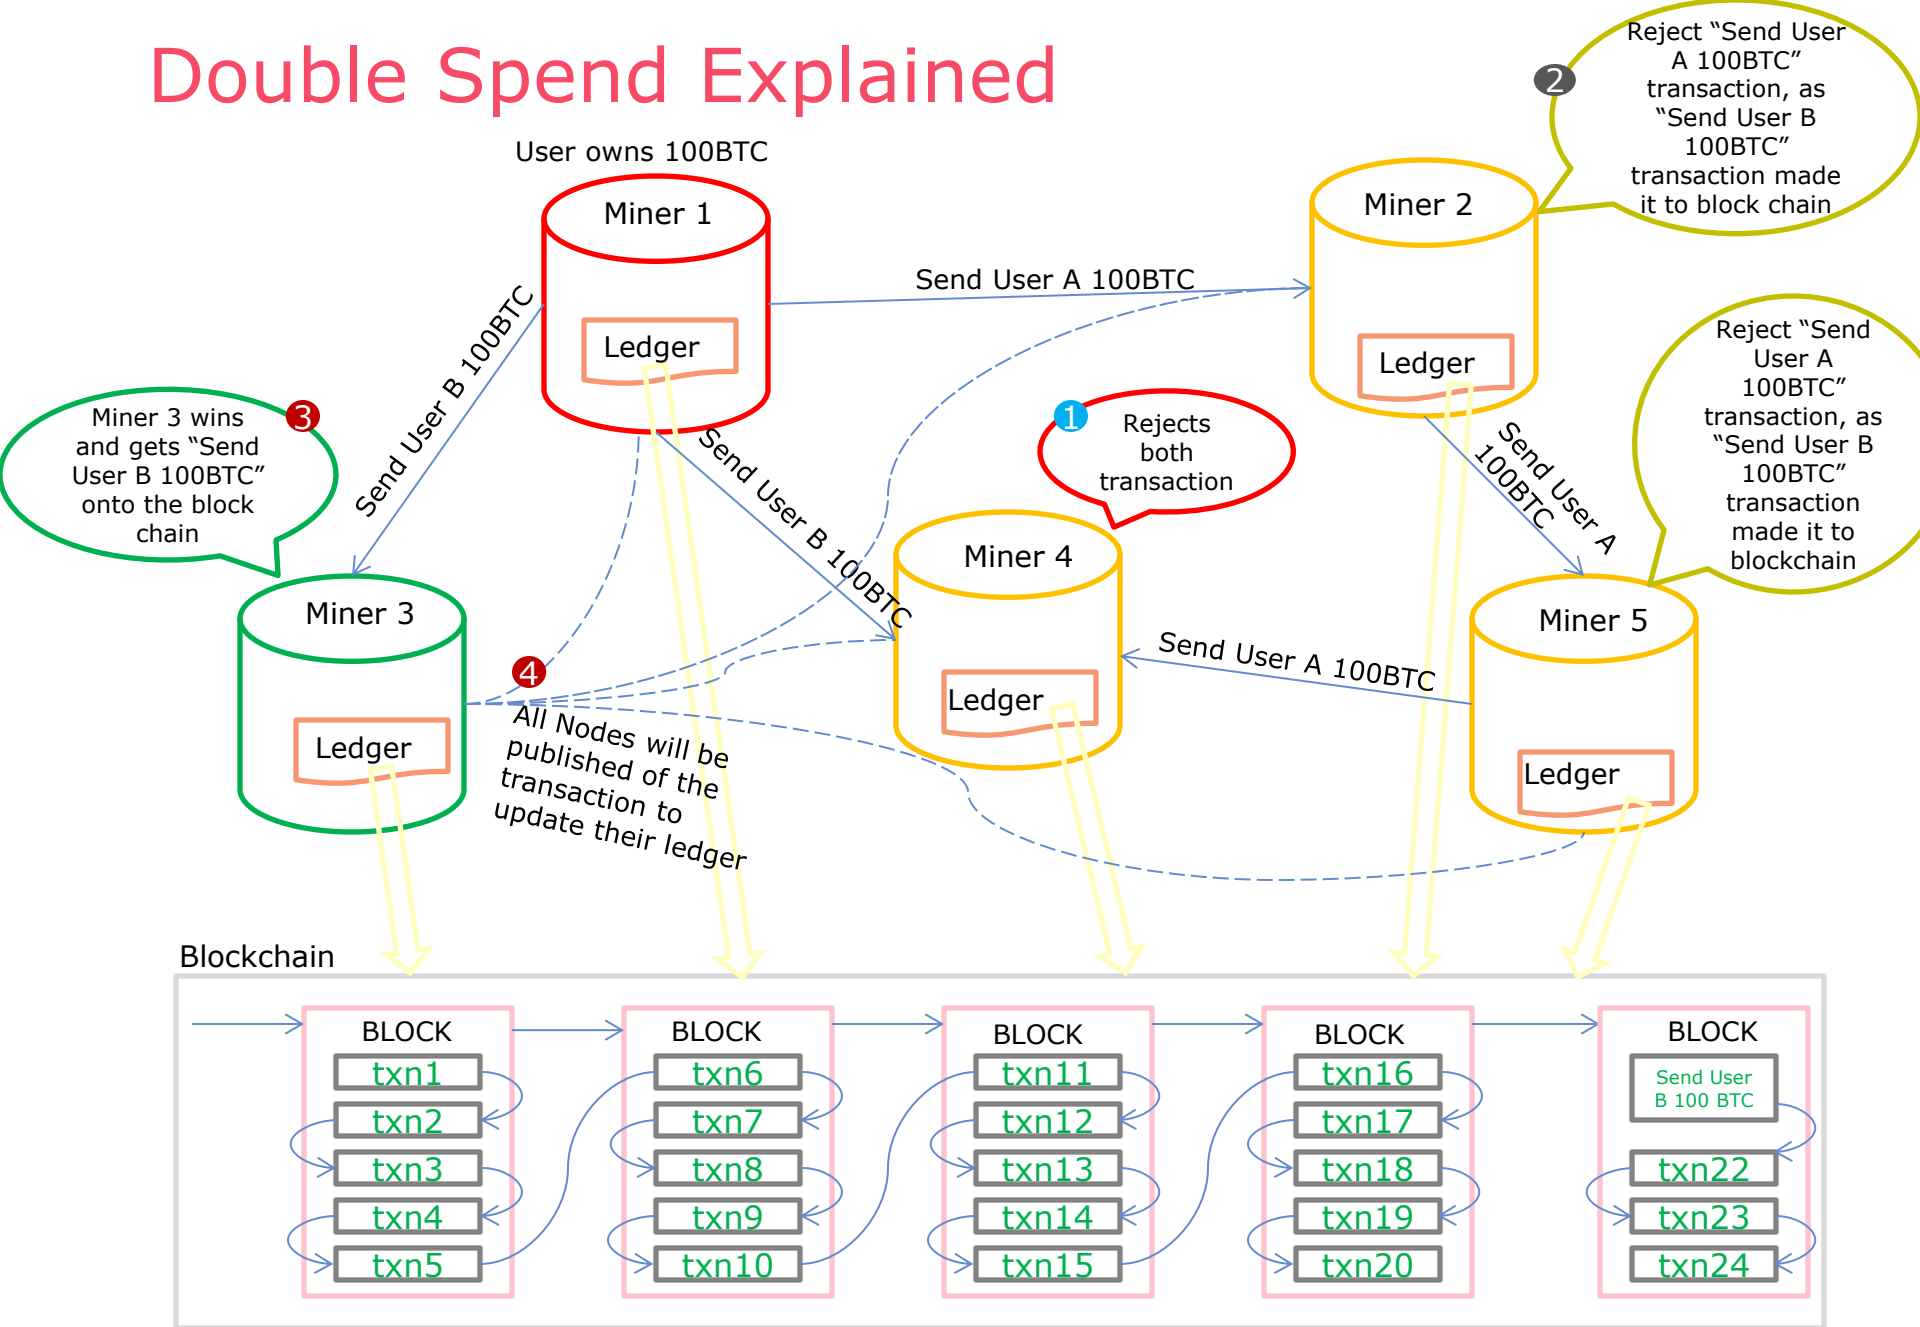 Double Spend Explained
User owns 100BTC
Miner 1
Ledger
Send User A 100BTC
Miner 2
Ledger
2
Reject “Send User
A 100BTC”
transaction, as
“Send User B
100BTC”
transaction made
it to block chain
Send User B 100BTC
3
Miner 3 wins
and gets “Send
User B 100BTC”
onto the block
chain
Send User B 100BTC
1
Rejects
both
transaction
Send User A
100BTC
Reject “Send
User A
100BTC”
transaction, as
“Send User B
100BTC”
transaction
made it to
blockchain
Miner 3
Ledger
Miner 4
Ledger
Send User A 100BTC
Miner 5
Ledger
4
All Nodes will be
published of the
transaction to
update their ledger
Blockchain
BLOCK
txn1
txn2
txn3
txn4
txn5
BLOCK
txn6
txn7
txn8
txn9
txn10
BLOCK
txn11
txn12
txn13
txn14
txn15
BLOCK
txn16
txn17
txn18
txn19
txn20
BLOCK
Send User
B 100 BTC
txn22
txn23
txn24